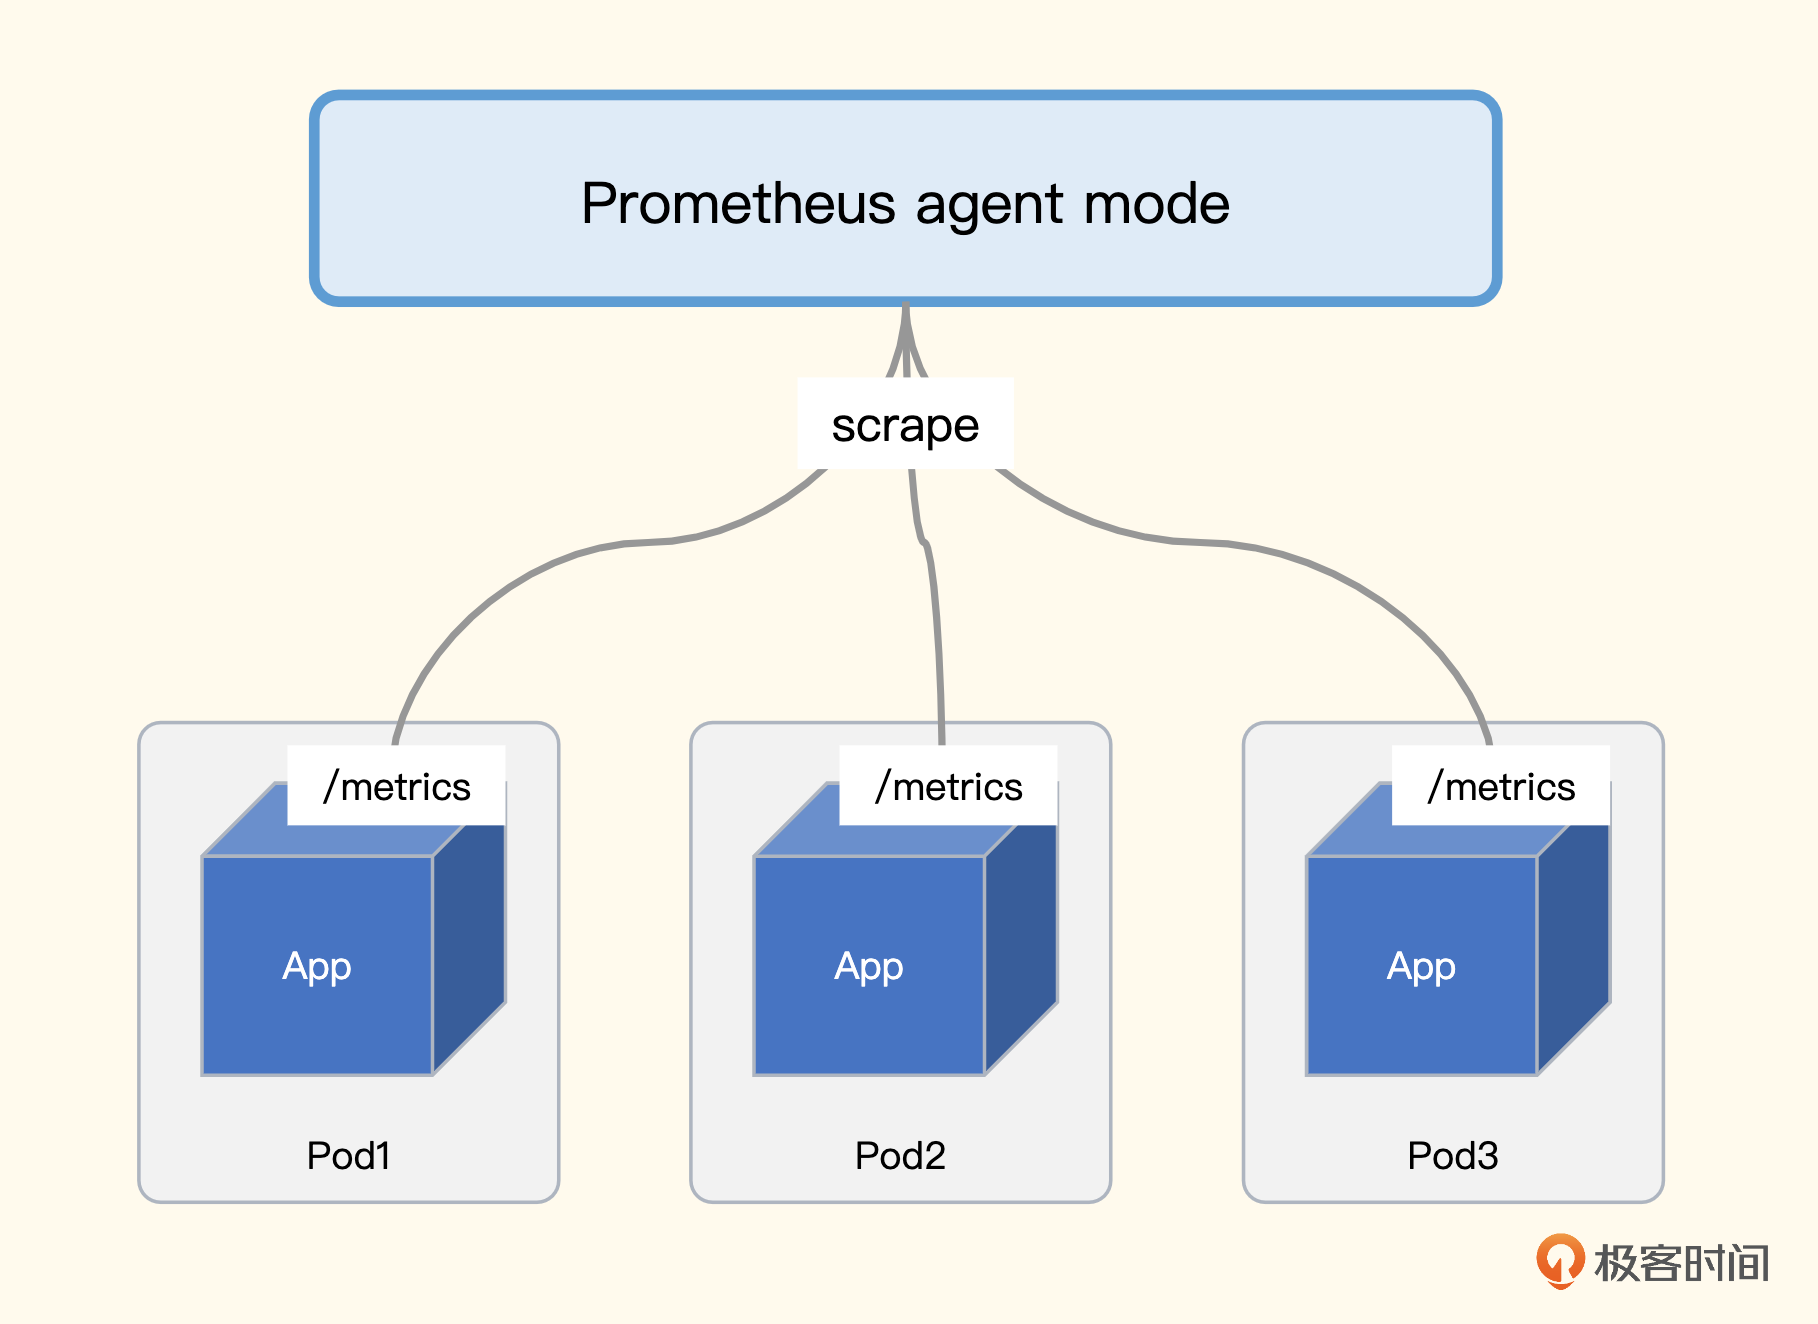 Prometheus agent mode
scrape
/metrics
/metrics
/metrics
App
App
App
Pod1
Pod2
Pod3
极客时间